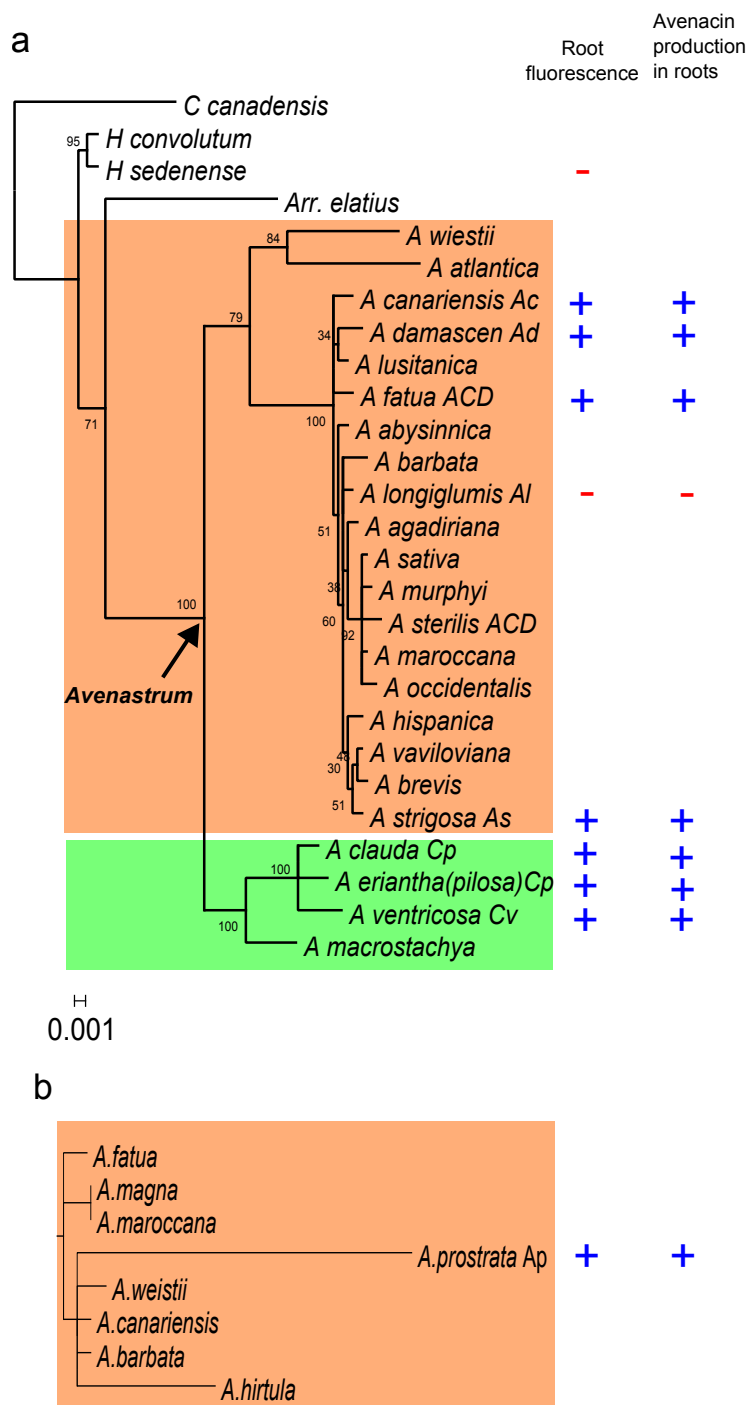 a
Root
fluorescence
Avenacin
production
in roots
C canadensis
95
H convolutum
H sedenense
-
Arr. elatius
84
A wiestii
A atlantica
79
A canariensis Ac
+ +
34
A damascen Ad
+ +
A lusitanica
A fatua ACD
+ +
71
100
A abysinnica
A barbata
A longiglumis Al
- -
51
A agadiriana
A sativa
38
A murphyi
100
60
A sterilis ACD
92
A maroccana
Avenastrum
A occidentalis
A hispanica
48
A vaviloviana
30
A brevis
51
A strigosa As
+ +
A clauda Cp
+ +
100
A eriantha(pilosa)Cp
+ +
A ventricosa Cv
+ +
100
A macrostachya
0.001
b
A.fatua
A.magna
A.maroccana
A.prostrata Ap
+ +
A.weistii
A.canariensis
A.barbata
A.hirtula